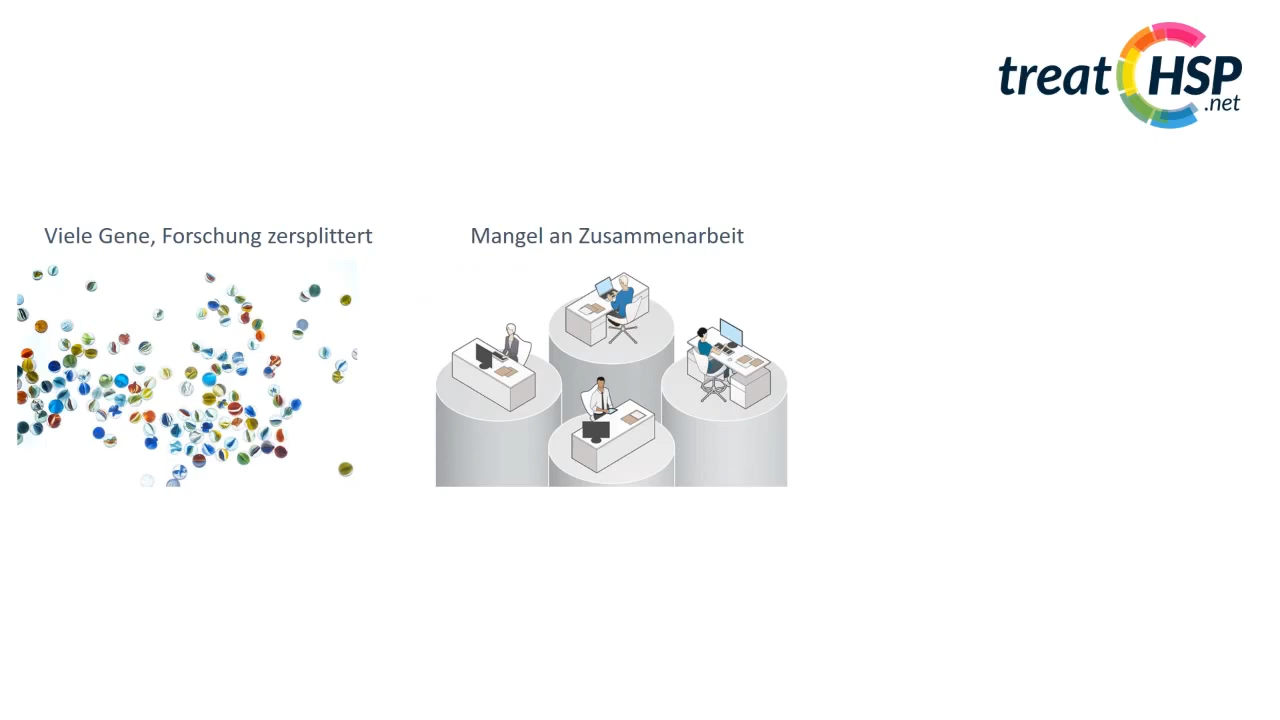 treat HSP
.net
Viele Gene, Forschung zersplittert
Mangel an Zusammenarbeit